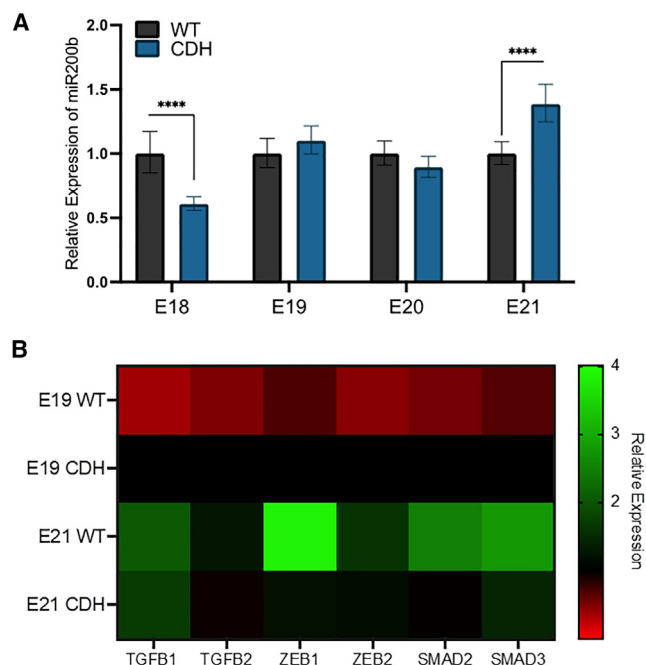 A
WT
CDH
Relative Expression of miR200b
2.0
1.5
1.0
0.5
0.0
****
****
E18 E19 E20 E21
B
E19 WT
E19 CDH
E21 WT
E21 CDH
TGFB1 TGFB2 ZEB1 ZEB2 SMAD2 SMAD3
4
3
2
Relative Expression